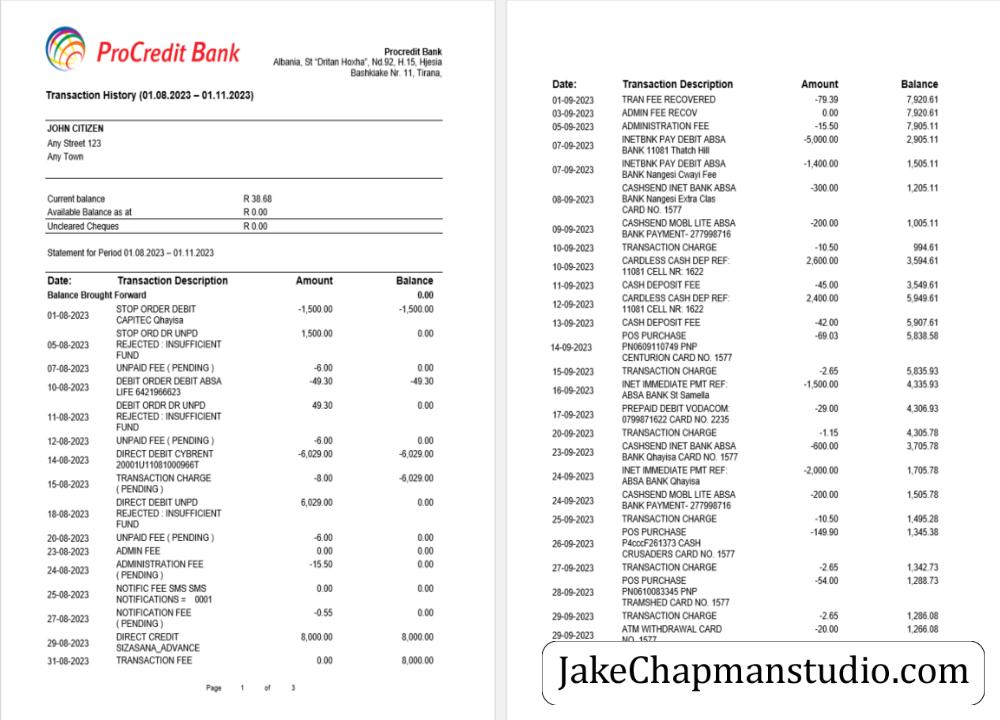 ProCredit Bank
Procredit Bank
Albania, St “Dritan Hoxha”, Nd.92, H.15, Hjesia
Bashkiake Nr. 11, Tirana,
Transaction History (01.08.2023 – 01.11.2023)
JOHN CITIZEN
Any Street 123
Any Town
Current balance R 38.68
Available Balance as at R 0.00
Uncleared Cheques R 0.00
Statement for Period 01.08.2023 – 01.11.2023
Date: Transaction Description Amount Balance
Balance Brought Forward 0.00
01-08-2023 STOP ORDER DEBIT -1,500.00 -1,500.00
CAPITEC Qhayisa
05-08-2023 STOP ORD DR UNPD 1,500.00 0.00
REJECTED : INSUFFICIENT
FUND
07-08-2023 UNPAID FEE ( PENDING ) -6.00 0.00
10-08-2023 DEBIT ORDER DEBIT ABSA -49.30 -49.30
LIFE 6421966623
11-08-2023 DEBIT ORDR DR UNPD 49.30 0.00
REJECTED : INSUFFICIENT
FUND
12-08-2023 UNPAID FEE ( PENDING ) -6.00 0.00
14-08-2023 DIRECT DEBIT CYBRENT -6,029.00 -6,029.00
20001U11081000966T
15-08-2023 TRANSACTION CHARGE -8.00 -6,029.00
( PENDING )
18-08-2023 DIRECT DEBIT UNPD 6,029.00 0.00
REJECTED : INSUFFICIENT
FUND
20-08-2023 UNPAID FEE ( PENDING ) -6.00 0.00
23-08-2023 ADMIN FEE 0.00 0.00
24-08-2023 ADMINISTRATION FEE -15.50 0.00
( PENDING )
25-08-2023 NOTIFIC FEE SMS SMS 0.00 0.00
NOTIFICATIONS = 0001
27-08-2023 NOTIFICATION FEE -0.55 0.00
( PENDING )
29-08-2023 DIRECT CREDIT 8,000.00 8,000.00
SIZASANA_ADVANCE
31-08-2023 TRANSACTION FEE 0.00 8,000.00
Page 1 of 3
Date: Transaction Description Amount Balance
01-09-2023 TRAN FEE RECOVERED -79.39 7,920.61
03-09-2023 ADMIN FEE RECOV 0.00 7,920.61
05-09-2023 ADMINISTRATION FEE -15.50 7,905.11
07-09-2023 INETBNK PAY DEBIT ABSA -5,000.00 2,905.11
BANK 11081 Thatch Hill
07-09-2023 INETBNK PAY DEBIT ABSA -1,400.00 1,505.11
BANK Nangesi Cwayi Fee
08-09-2023 CASHSEND INET BANK ABSA -300.00 1,205.11
BANK Nangesi Extra Clas
CARD NO. 1577
09-09-2023 CASHSEND MOBL LITE ABSA -200.00 1,005.11
BANK PAYMENT- 277998716
10-09-2023 TRANSACTION CHARGE -10.50 994.61
10-09-2023 CARDLESS CASH DEP REF: 2,600.00 3,594.61
11081 CELL NR: 1622
11-09-2023 CASH DEPOSIT FEE -45.00 3,549.61
12-09-2023 CARDLESS CASH DEP REF: 2,400.00 5,949.61
11081 CELL NR: 1622
13-09-2023 CASH DEPOSIT FEE -42.00 5,907.61
14-09-2023 POS PURCHASE -69.03 5,838.58
PN0609110749 PNP
CENTURION CARD NO. 1577
15-09-2023 TRANSACTION CHARGE -2.65 5,835.93
16-09-2023 INET IMMEDIATE PMT REF: -1,500.00 4,335.93
ABSA BANK St Samella
17-09-2023 PREPAID DEBIT VODACOM: -29.00 4,306.93
0799871622 CARD NO. 2235
20-09-2023 TRANSACTION CHARGE -1.15 4,305.78
23-09-2023 CASHSEND INET BANK ABSA -600.00 3,705.78
BANK Qhayisa CARD NO. 1577
24-09-2023 INET IMMEDIATE PMT REF: -2,000.00 1,705.78
ABSA BANK Qhayisa
24-09-2023 CASHSEND MOBL LITE ABSA -200.00 1,505.78
BANK PAYMENT- 277998716
25-09-2023 TRANSACTION CHARGE -10.50 1,495.28
26-09-2023 POS PURCHASE -149.90 1,345.38
P4cccF261373 CASH
CRUSADERS CARD NO. 1577
27-09-2023 TRANSACTION CHARGE -2.65 1,342.73
28-09-2023 POS PURCHASE -54.00 1,288.73
PN0610083345 PNP
TRAMSHED CARD NO. 1577
29-09-2023 TRANSACTION CHARGE -2.65 1,286.08
29-09-2023 ATM WITHDRAWAL CARD -20.00 1,266.08
NO. 1577
JakeChapmanstudio.com